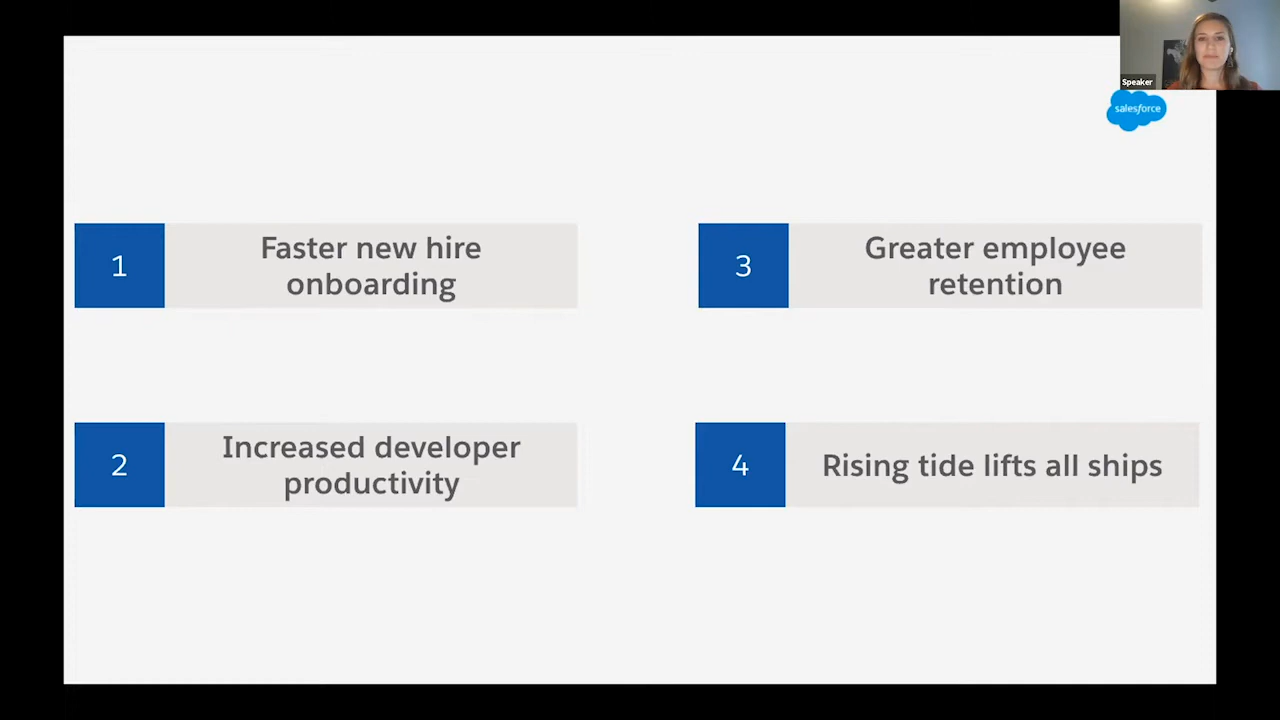 Speaker
salesforce
1
Faster new hire
onboarding
2
Increased developer
productivity
3
Greater employee
retention
4
Rising tide lifts all ships